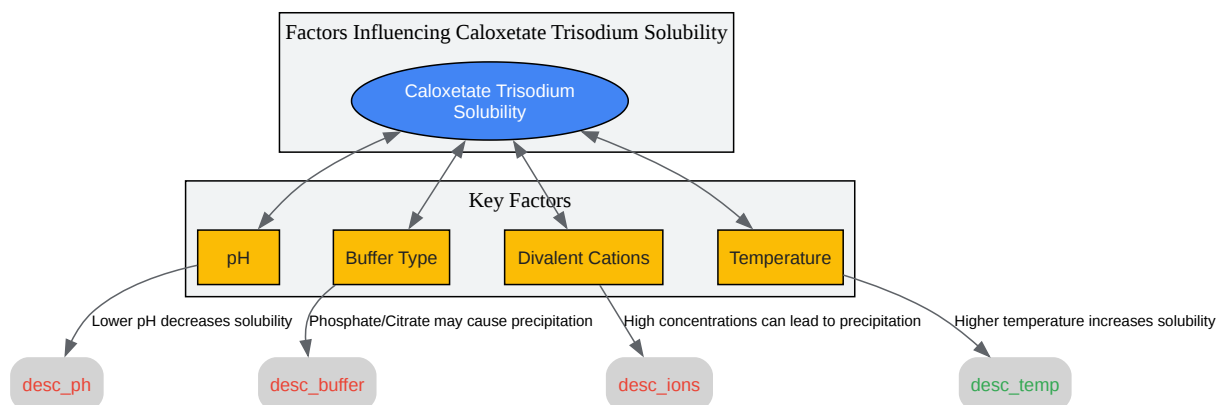 Factors Influencing Caloxetate Trisodium Solubility
Caloxetate Trisodium
Solubility
Key Factors
pH
Buffer Type
Divalent Cations
Temperature
Lower pH decreases solubility
Phosphate/Citrate may cause precipitation
High concentrations can lead to precipitation
Higher temperature increases solubility
desc_ph
desc_buffer
desc_ions
desc_temp